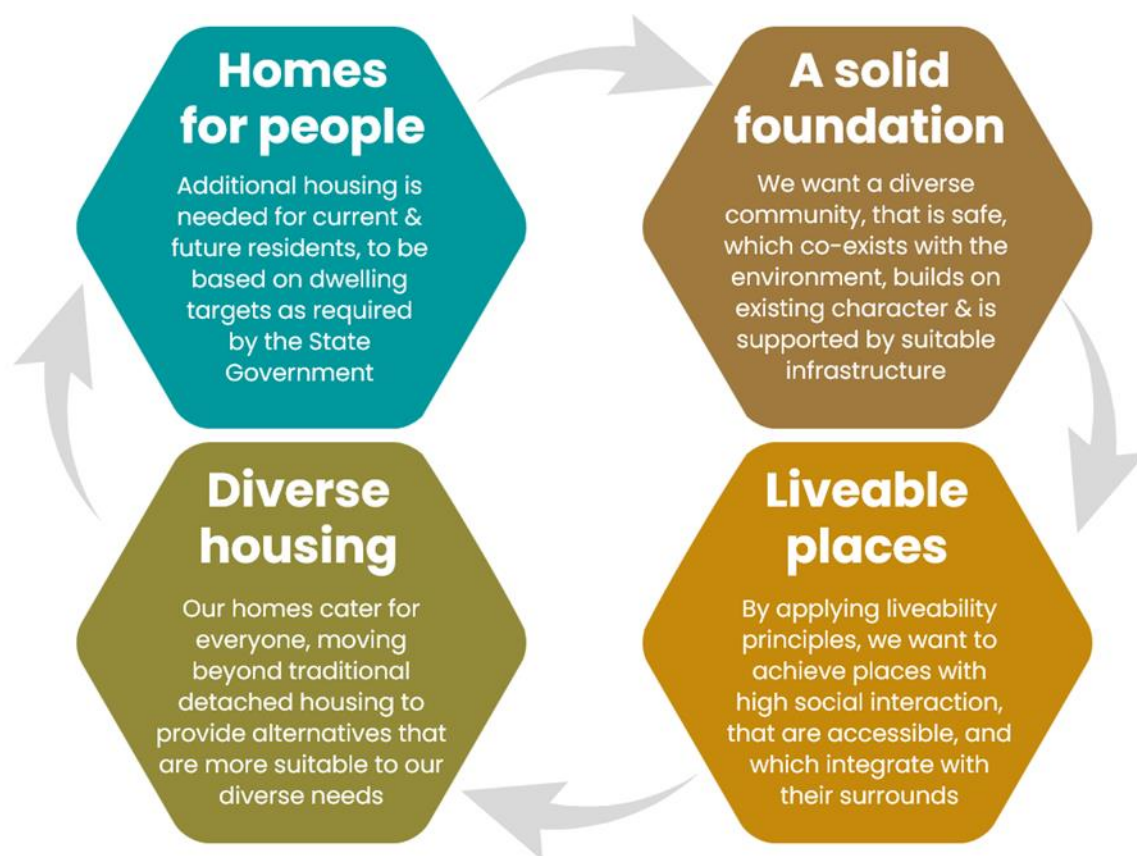 Homes
for people
Additional housing is
needed for current &
future residents, to be
based on dwelling
targets as required
by the State
Government
A solid
foundation
We want a diverse
community, that is safe,
which co-exists with the
environment, builds on
existing character & is
supported by suitable
infrastructure
Liveable
places
By applying liveability
principles, we want to
achieve places with
high social interaction,
that are accessible, and
which integrate with
their surrounds
Diverse
housing
Our homes cater for
everyone, moving
beyond traditional
detached housing to
provide alternatives that
are more suitable to our
diverse needs